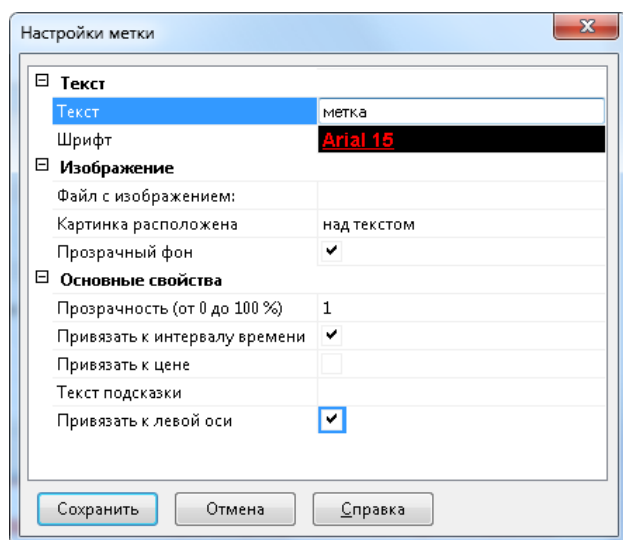 Настройки метки
Текст
Текст метка
Шрифт Arial 15
Изображение
Файл с изображением:
Картинка расположена над текстом
Прозрачный фон
Основные свойства
Прозрачность (от 0 до 100 %) 1
Привязать к интервалу времени
Привязать к цене
Текст подсказки
Привязать к левой оси
Сохранить Отмена Справка